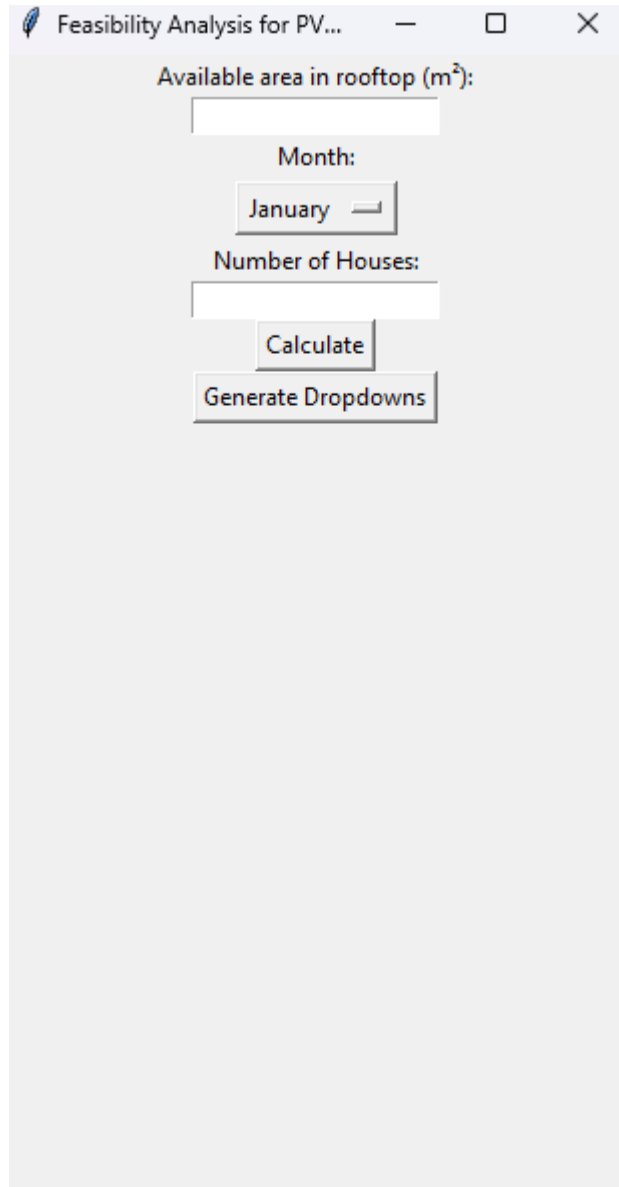 Feasibility Analysis for PV...
Available area in rooftop (m²):
Month:
January
Number of Houses:
Calculate
Generate Dropdowns